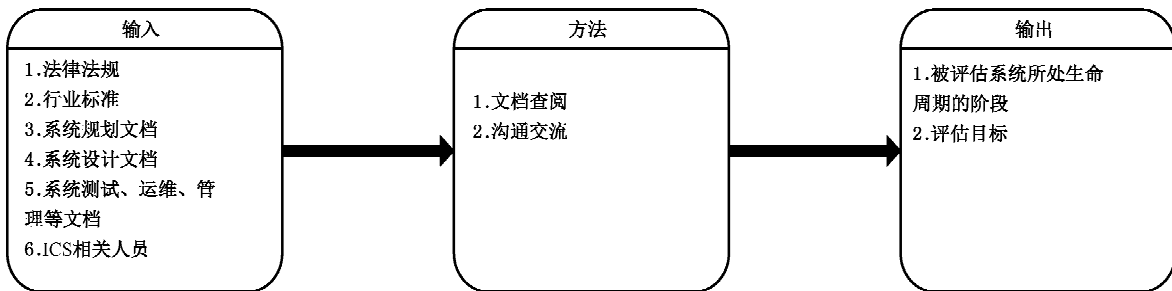 输入
1.法律法规
2.行业标准
3.系统规划文档
4.系统设计文档
5.系统测试、运维、管
理等文档
6.ICS相关人员
方法
1.文档查阅
2.沟通交流
输出
1.被评估系统所处生命
周期的阶段
2.评估目标